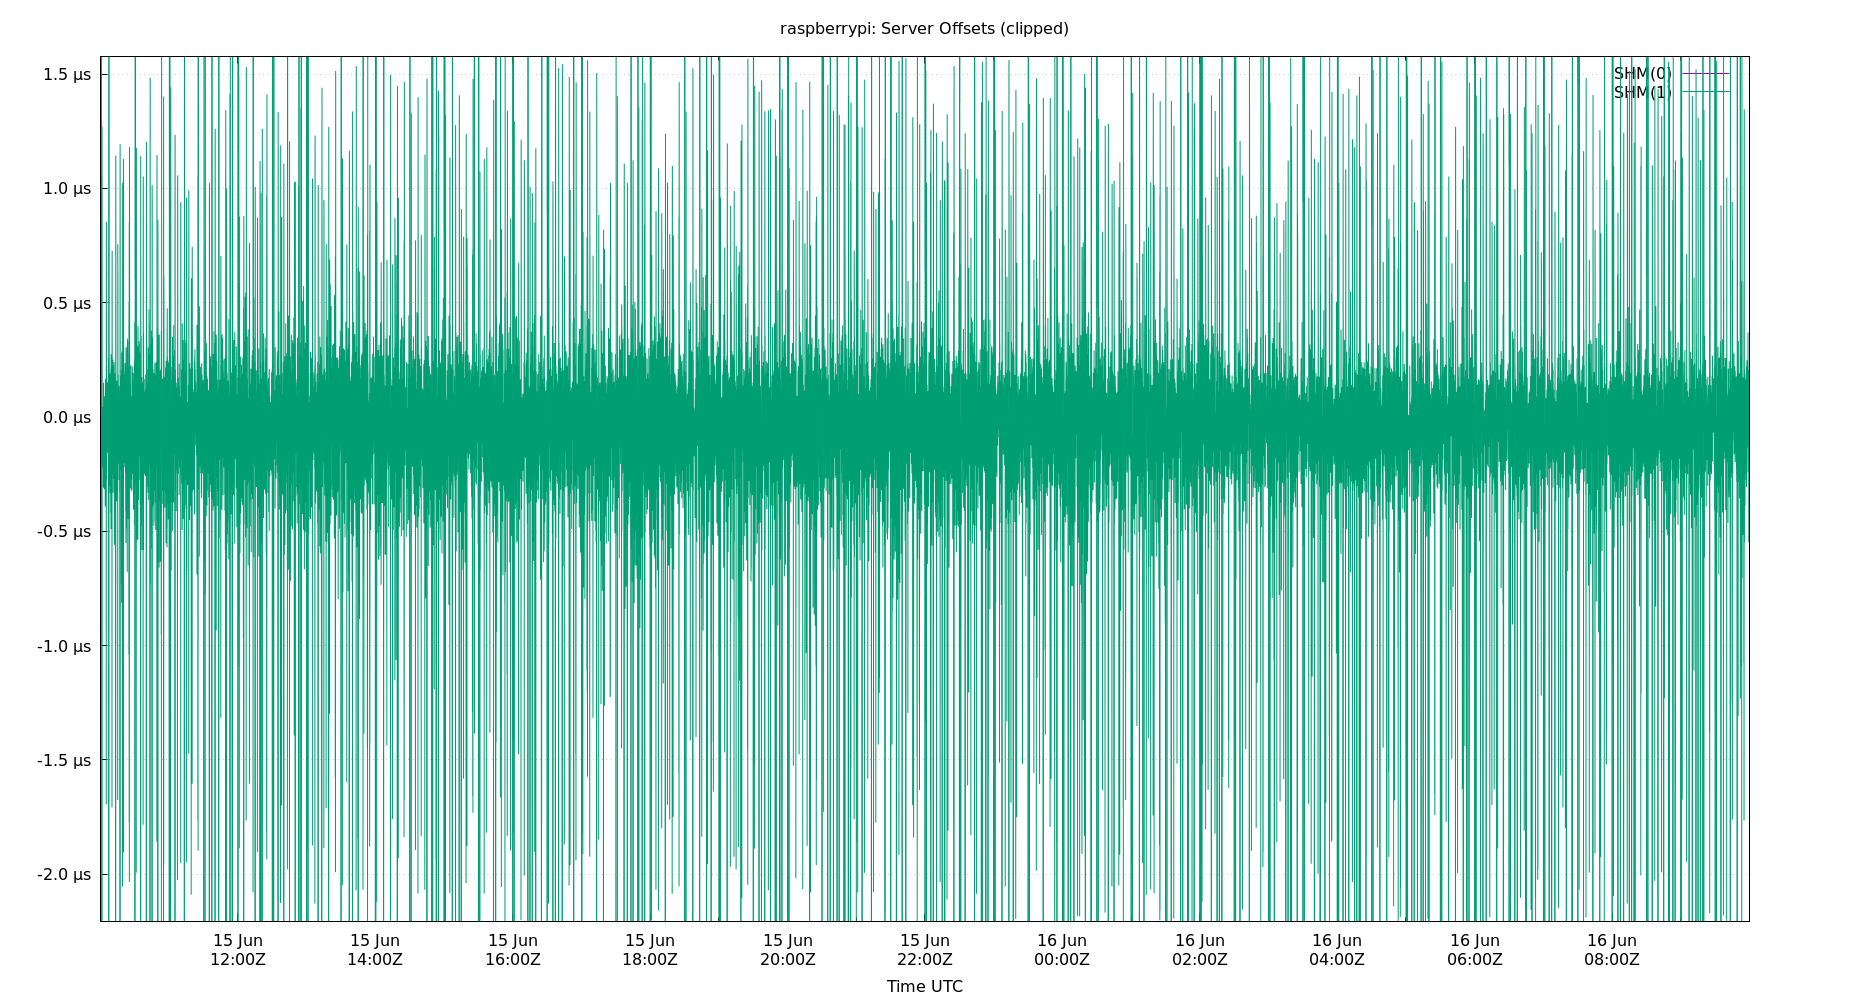 raspberrypi: Server Offsets (clipped)
SHM(0)
SHM(1)
1.5 µs
1.0 µs
0.5 µs
0.0 µs
-0.5 µs
-1.0 µs
-1.5 µs
-2.0 µs
15 Jun 15 Jun 15 Jun 15 Jun 15 Jun 15 Jun 16 Jun 16 Jun 16 Jun 16 Jun 16 Jun
12:00Z 14:00Z 16:00Z 18:00Z 20:00Z 22:00Z 00:00Z 02:00Z 04:00Z 06:00Z 08:00Z
Time UTC